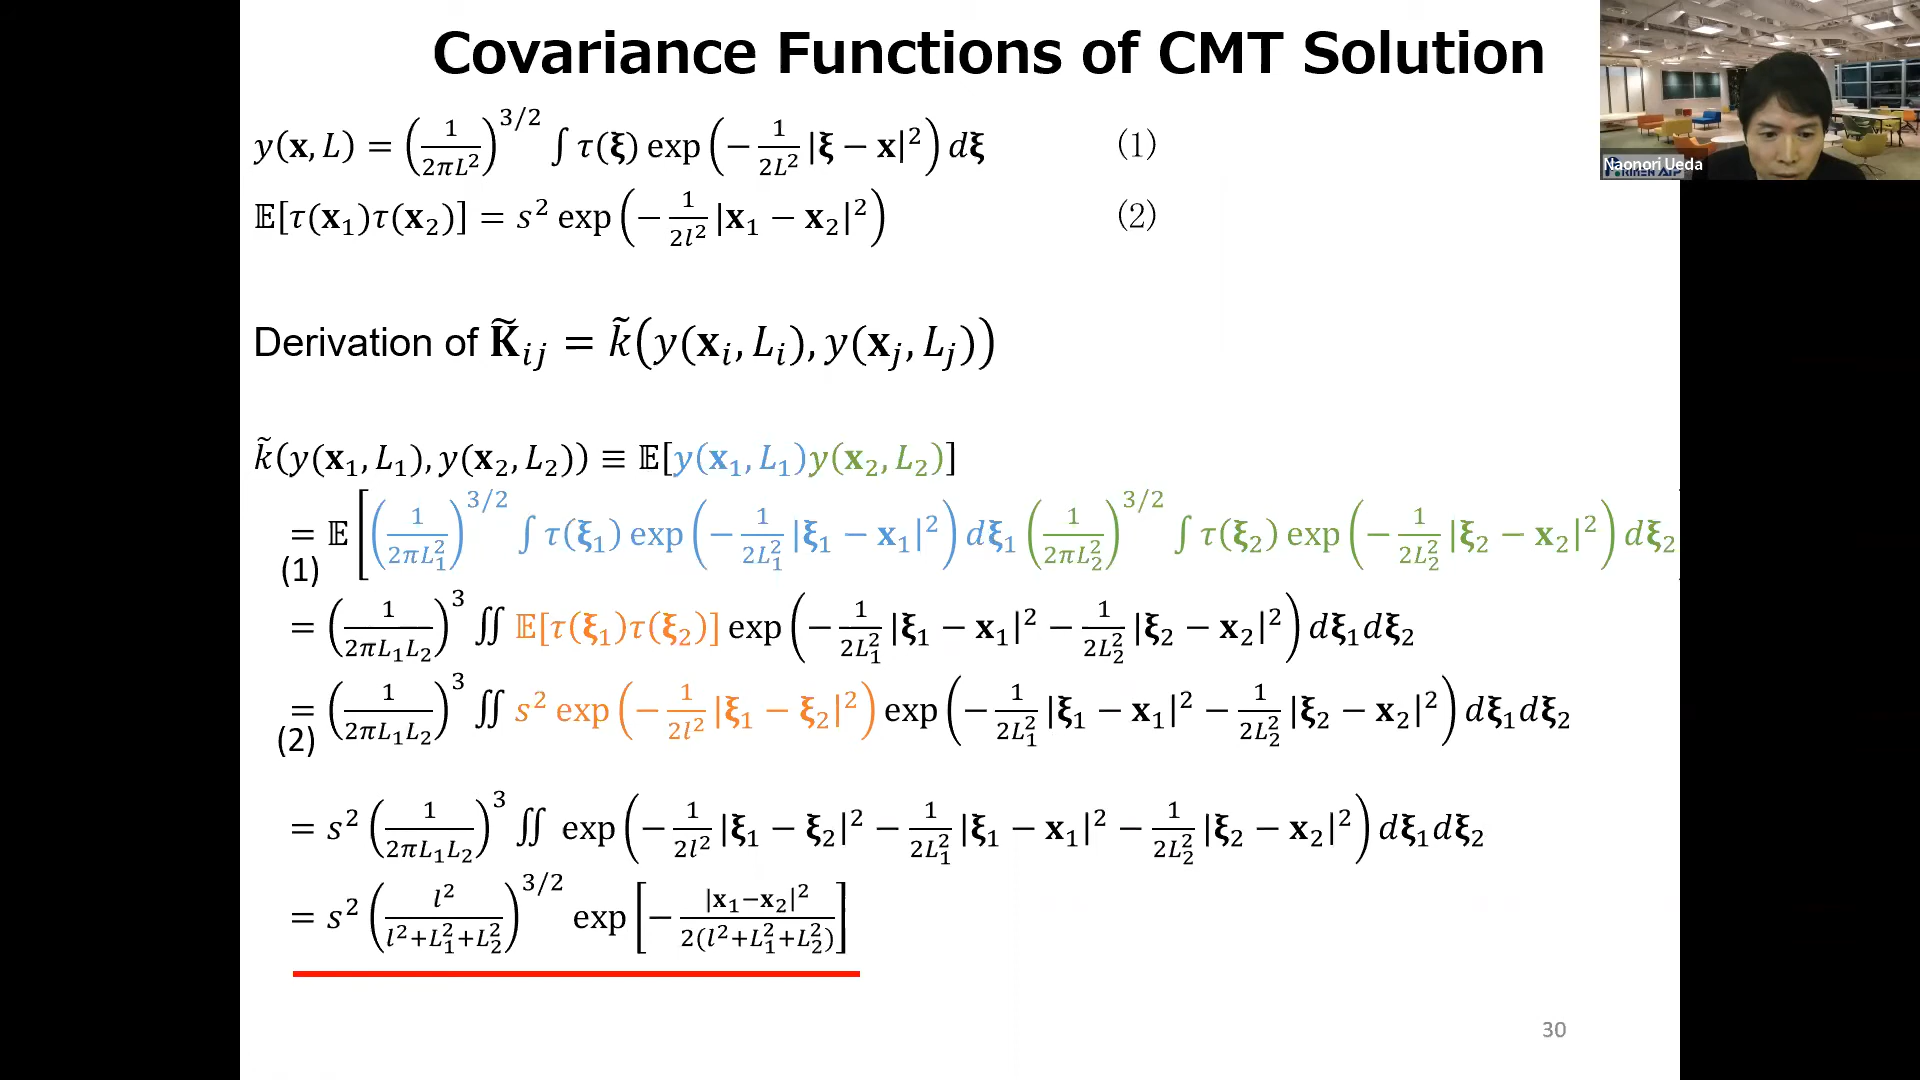 Covariance Functions of CMT Solution
y(𝐱, L) = (1/(2πL²))^{3/2} ∫ τ(𝛏) exp(−1/(2L²) |𝛏 − 𝐱|²) d𝛏 (1)
𝔼[τ(𝐱₁)τ(𝐱₂)] = s² exp(−1/(2l²) |𝐱₁ − 𝐱₂|²) (2)
Derivation of 𝐊̃ᵢⱼ = k̃(y(𝐱ᵢ, Lᵢ), y(𝐱ⱼ, Lⱼ))
k̃(y(𝐱₁, L₁), y(𝐱₂, L₂)) ≡ 𝔼[y(𝐱₁, L₁)y(𝐱₂, L₂)]
= 𝔼[(1/(2πL₁²))^{3/2} ∫ τ(𝛏₁) exp(−1/(2L₁²) |𝛏₁ − 𝐱₁|²) d𝛏₁ (1/(2πL₂²))^{3/2} ∫ τ(𝛏₂) exp(−1/(2L₂²) |𝛏₂ − 𝐱₂|²) d𝛏₂
(1)
= (1/(2πL₁L₂))³ ∬ 𝔼[τ(𝛏₁)τ(𝛏₂)] exp(−1/(2L₁²) |𝛏₁ − 𝐱₁|² − 1/(2L₂²) |𝛏₂ − 𝐱₂|²) d𝛏₁d𝛏₂
= (1/(2πL₁L₂))³ ∬ s² exp(−1/(2l²) |𝛏₁ − 𝛏₂|²) exp(−1/(2L₁²) |𝛏₁ − 𝐱₁|² − 1/(2L₂²) |𝛏₂ − 𝐱₂|²) d𝛏₁d𝛏₂
(2)
= s² (1/(2πL₁L₂))³ ∬ exp(−1/(2l²) |𝛏₁ − 𝛏₂|² − 1/(2L₁²) |𝛏₁ − 𝐱₁|² − 1/(2L₂²) |𝛏₂ − 𝐱₂|²) d𝛏₁d𝛏₂
= s² (l²/(l²+L₁²+L₂²))^{3/2} exp[−|𝐱₁−𝐱₂|²/(2(l²+L₁²+L₂²))]
30
Naonori Ueda